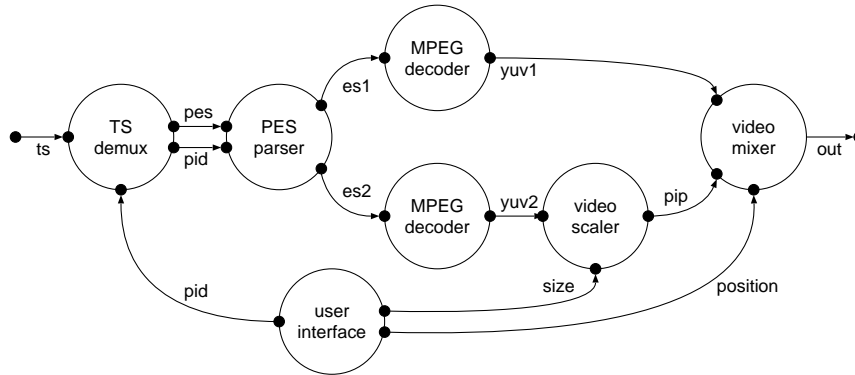 MPEG
decoder
es1
yuv1
pes
TS
demux
PES
parser
video
mixer
ts
pid
out
es2
MPEG
decoder
yuv2
video
scaler
pip
pid
size
position
user
interface